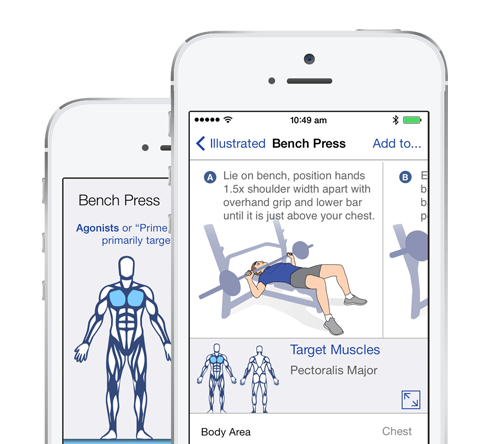 Bench Press
Agonists or "Prime
primarily targe
10:49 am
Illustrated Bench Press Add to...
A Lie on bench, position hands
1.5x shoulder width apart with
overhand grip and lower bar
until it is just above your chest.
B
Target Muscles
Pectoralis Major
Body Area Chest